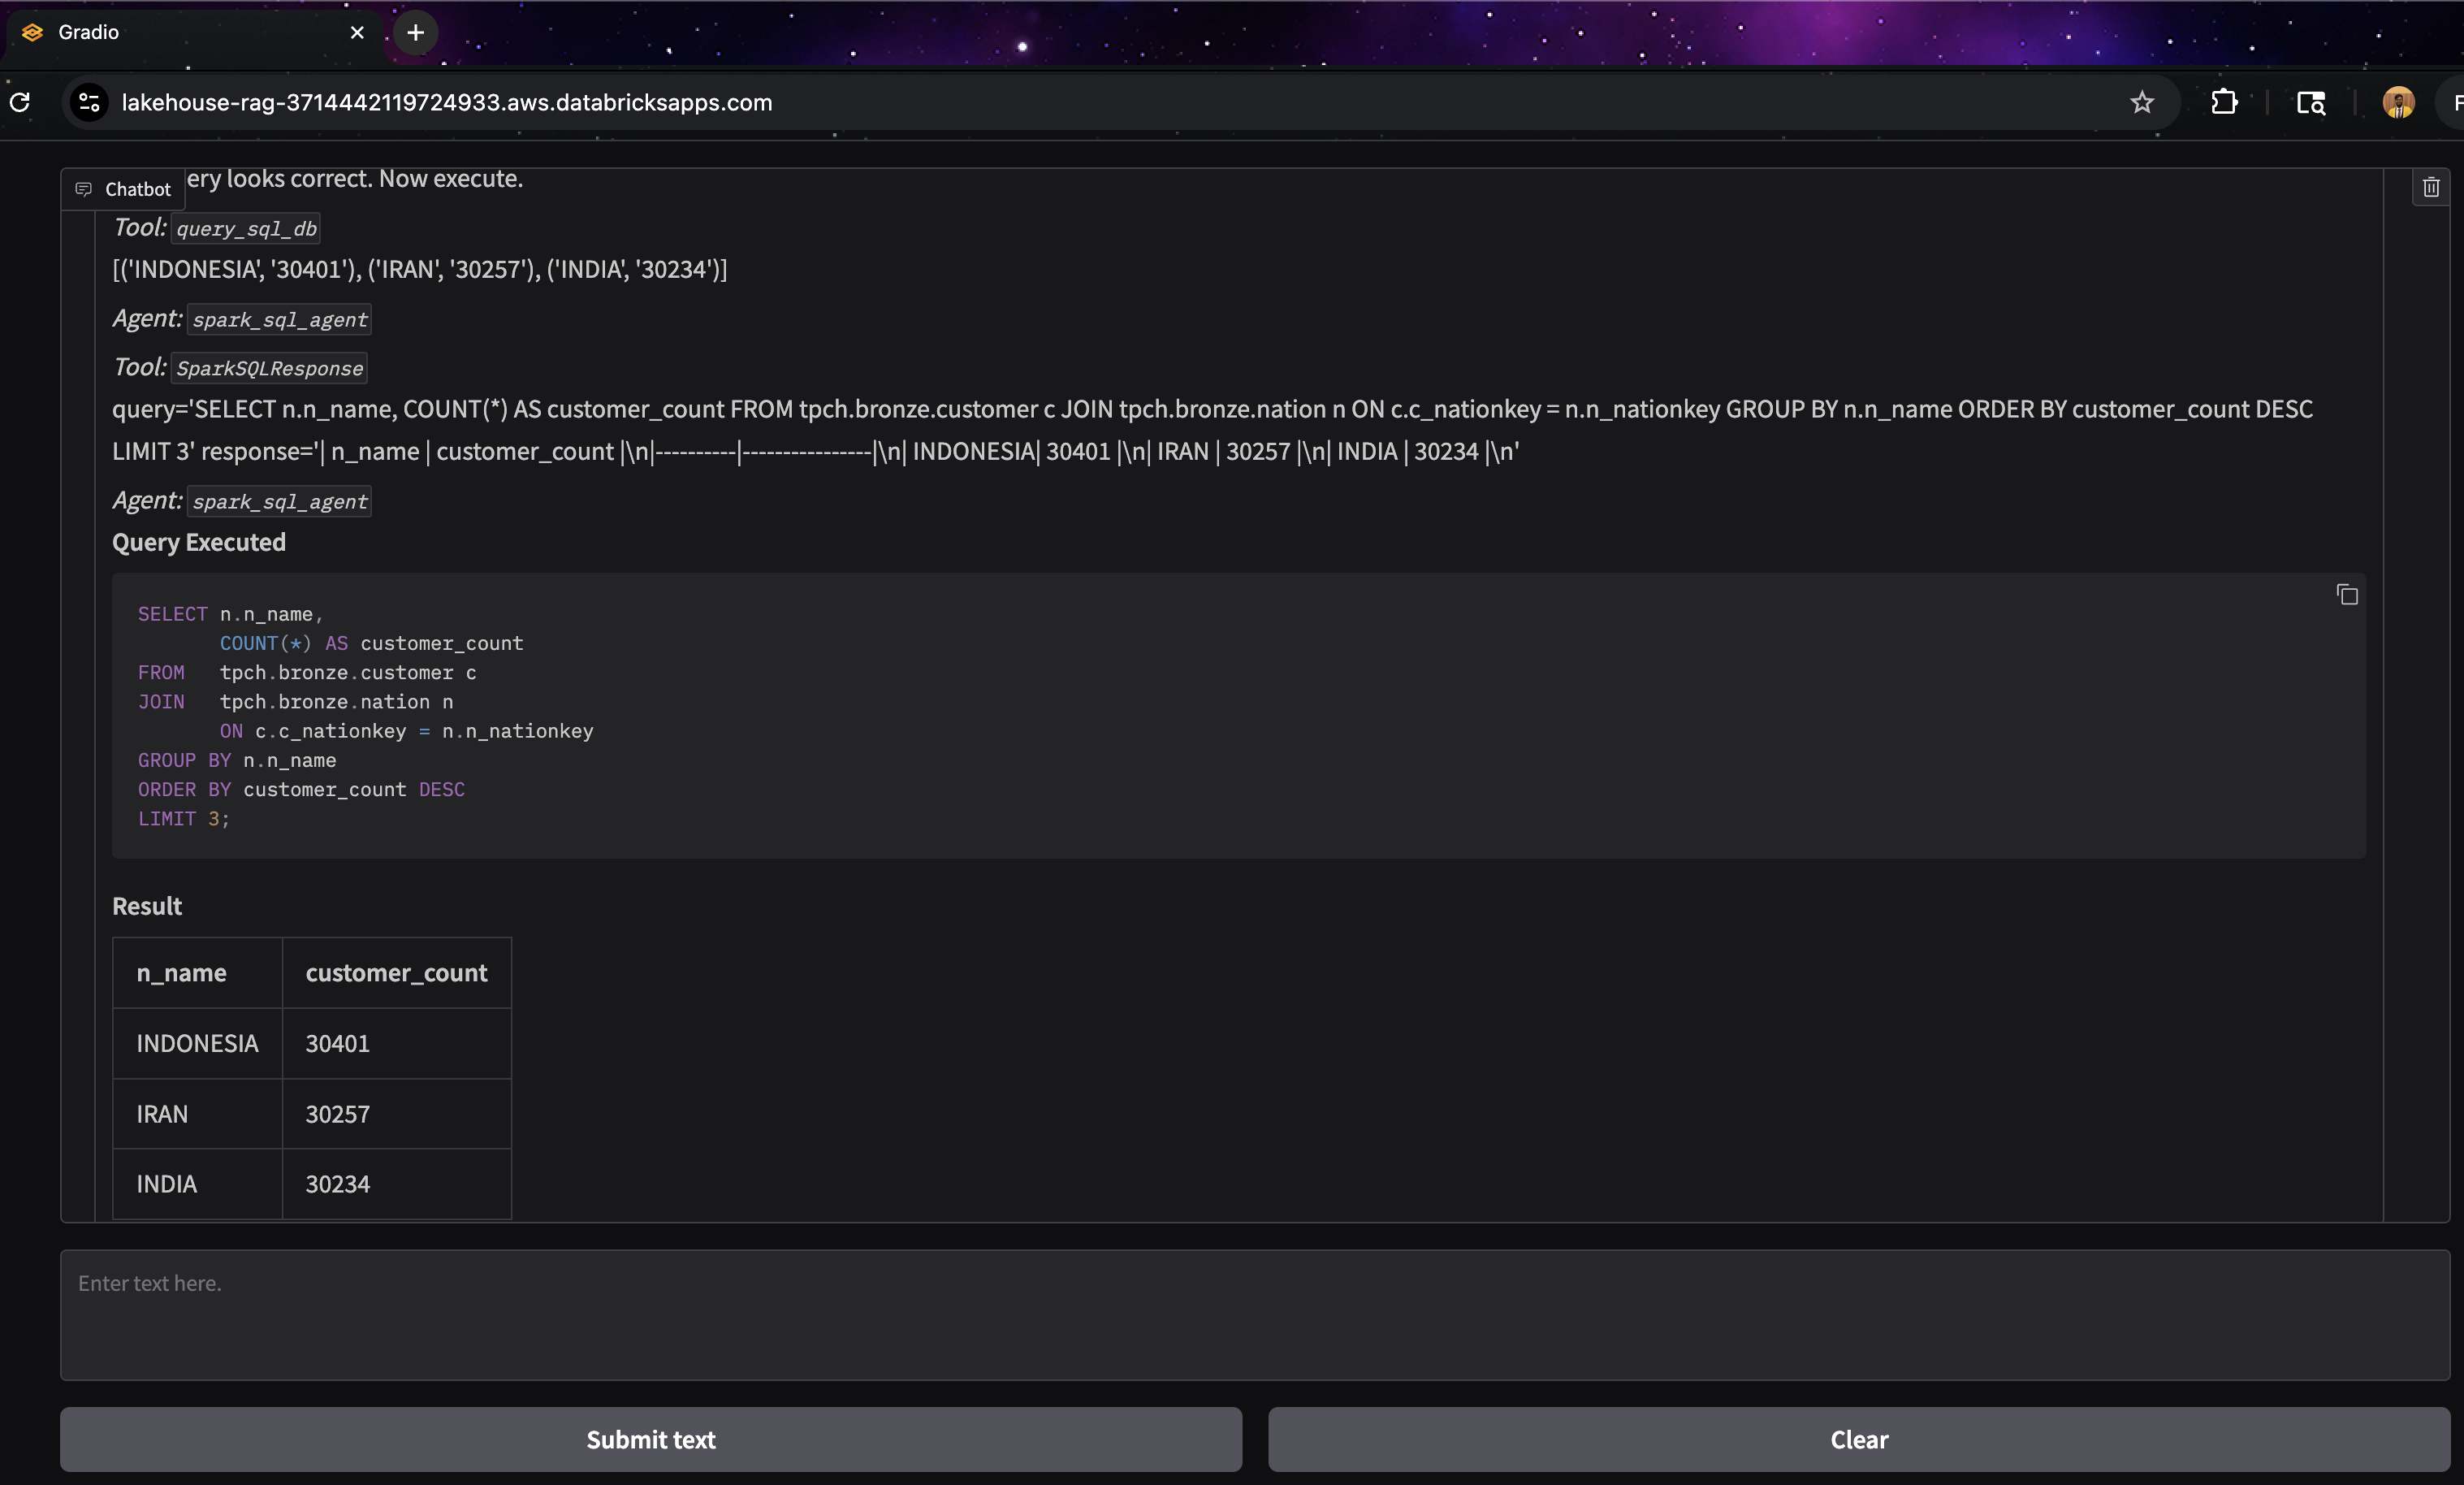 Gradio
lakehouse-rag-3714442119724933.aws.databricksapps.com
Chatbot
ery looks correct. Now execute.
Tool: query_sql_db
[('INDONESIA', '30401'), ('IRAN', '30257'), ('INDIA', '30234')]
Agent: spark_sql_agent
Tool: SparkSQLResponse
query='SELECT n.n_name, COUNT(*) AS customer_count FROM tpch.bronze.customer c JOIN tpch.bronze.nation n ON c.c_nationkey = n.n_nationkey GROUP BY n.n_name ORDER BY customer_count DESC
LIMIT 3' response='| n_name | customer_count |\n|----------|----------------|\n| INDONESIA| 30401 |\n| IRAN | 30257 |\n| INDIA | 30234 |\n'
Agent: spark_sql_agent
Query Executed
SELECT n.n_name,
COUNT(*) AS customer_count
FROM tpch.bronze.customer c
JOIN tpch.bronze.nation n
ON c.c_nationkey = n.n_nationkey
GROUP BY n.n_name
ORDER BY customer_count DESC
LIMIT 3;
Result
n_name customer_count
INDONESIA 30401
IRAN 30257
INDIA 30234
Enter text here.
Submit text Clear